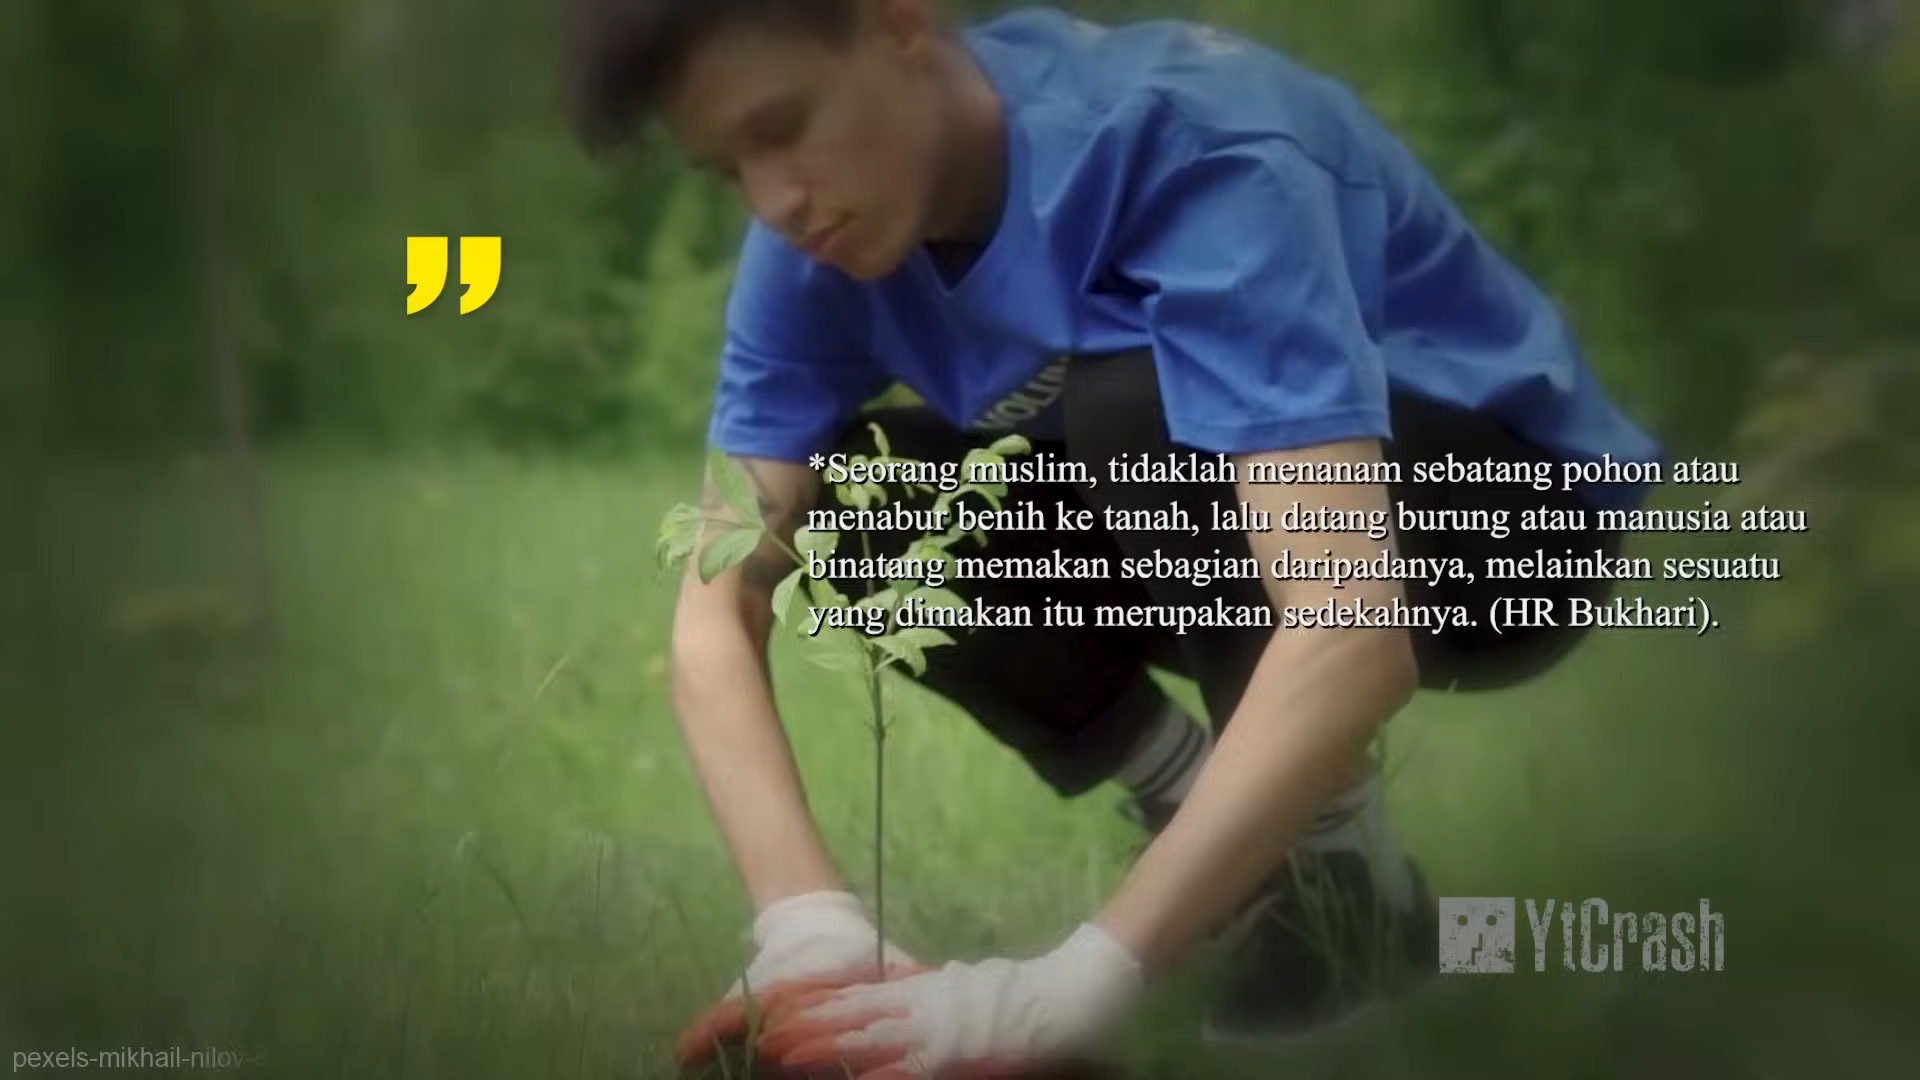 ”
*Seorang muslim, tidaklah menanam sebatang pohon atau
menabur benih ke tanah, lalu datang burung atau manusia atau
binatang memakan sebagian daripadanya, melainkan sesuatu
yang dimakan itu merupakan sedekahnya. (HR Bukhari).
YtCrash
pexels-mikhail-nilov-